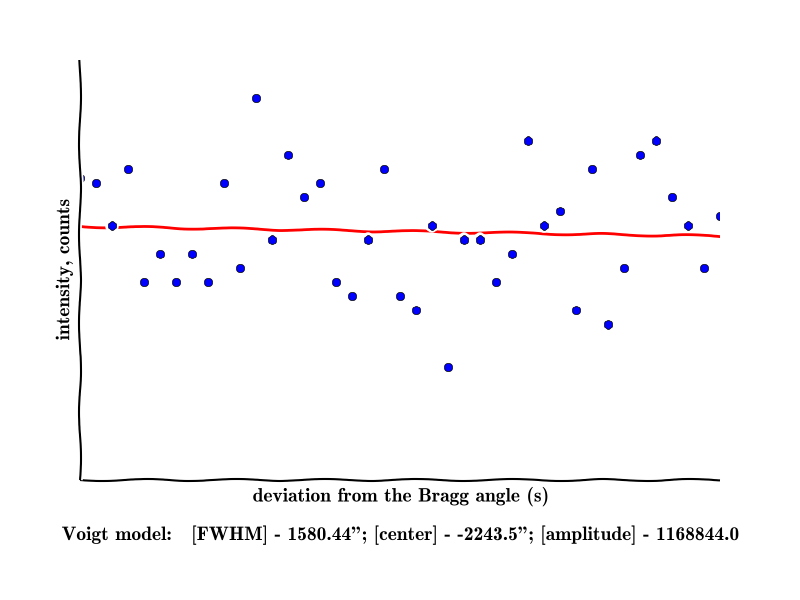 intensity, counts
deviation from the Bragg angle (s)
Voigt model: [FWHM] - 1580.44”; [center] - -2243.5”; [amplitude] - 1168844.0